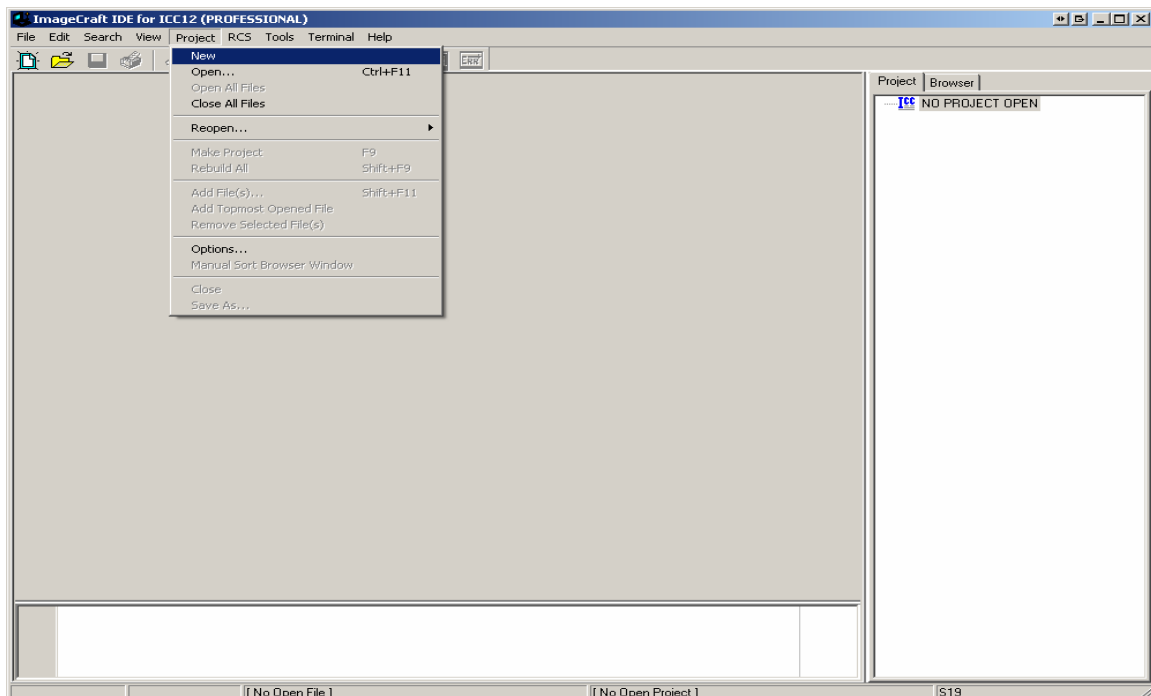 ImageCraft IDE for ICC12 (PROFESSIONAL)
File Edit Search View Project RCS Tools Terminal Help
ERR
New
Open... Ctrl+F11
Open All Files
Close All Files
Reopen...
Make Project F9
Rebuild All Shift+F9
Add File(s)... Shift+F11
Add Topmost Opened File
Remove Selected File(s)
Options...
Manual Sort Browser Window
Close
Save As...
Project Browser
ICC NO PROJECT OPEN
[ No Open File ] [ No Open Project ] S19